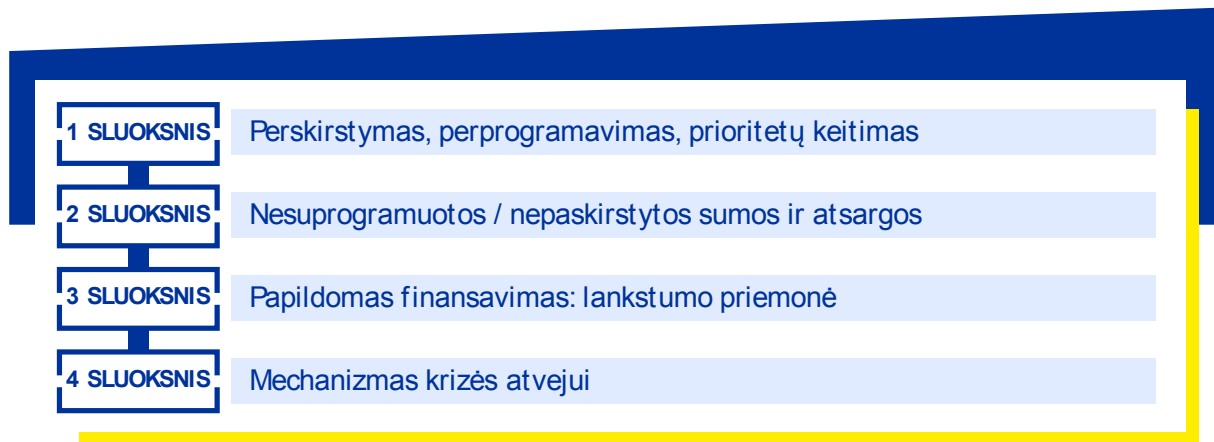 1 SLUOKSNIS Perskirstymas, perprogramavimas, prioritetų keitimas
2 SLUOKSNIS Nesuprogramuotos / nepaskirstytos sumos ir atsargos
3 SLUOKSNIS Papildomas finansavimas: lankstumo priemonė
4 SLUOKSNIS Mechanizmas krizės atvejui